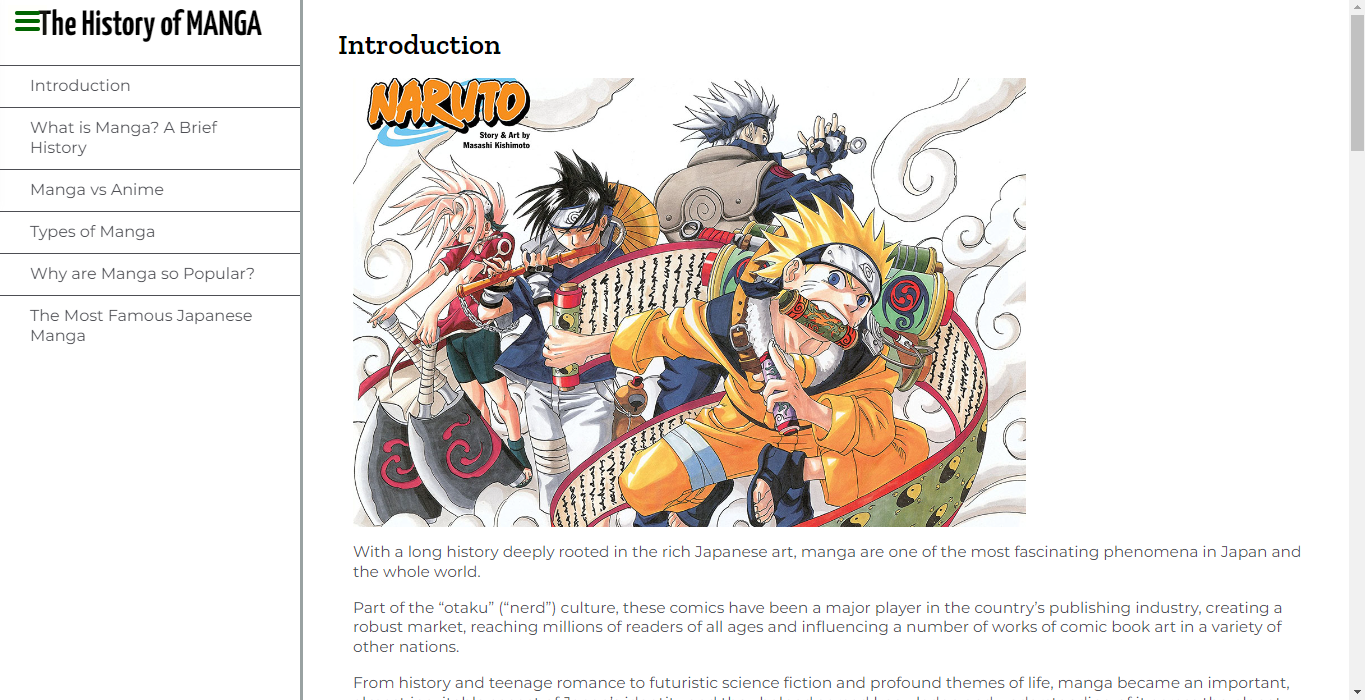 The History of MANGA
Introduction
What is Manga? A Brief
History
Manga vs Anime
Types of Manga
Why are Manga so Popular?
The Most Famous Japanese
Manga
Introduction
NARUTO
Story & Art by
Masashi Kishimoto
With a long history deeply rooted in the rich Japanese art, manga are one of the most fascinating phenomena in Japan and
the whole world.
Part of the “otaku” (“nerd”) culture, these comics have been a major player in the country’s publishing industry, creating a
robust market, reaching millions of readers of all ages and influencing a number of works of comic book art in a variety of
other nations.
From history and teenage romance to futuristic science fiction and profound themes of life, manga became an important,